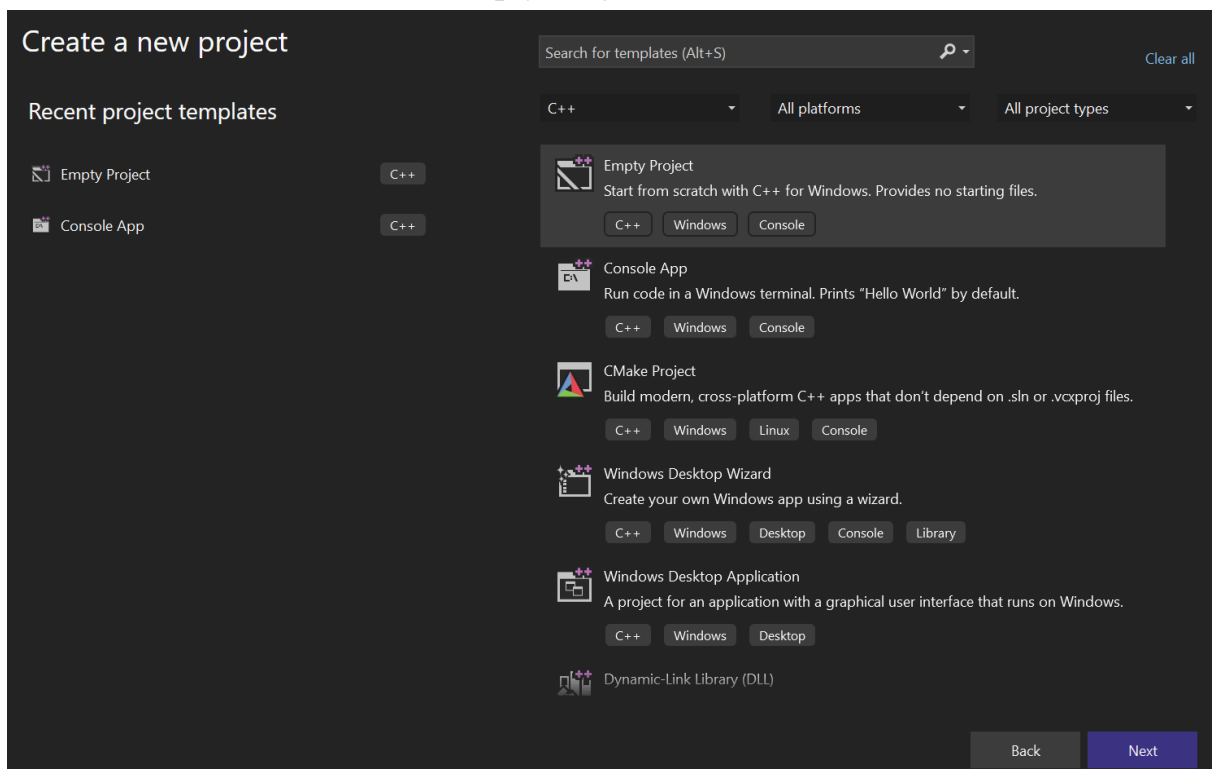 Create a new project
Search for templates (Alt+S)
Clear all
Recent project templates
C++
All platforms
All project types
Empty Project
C++
Console App
C++
Empty Project
Start from scratch with C++ for Windows. Provides no starting files.
C++ Windows Console
Console App
Run code in a Windows terminal. Prints "Hello World" by default.
C++ Windows Console
CMake Project
Build modern, cross-platform C++ apps that don't depend on .sln or .vcxproj files.
C++ Windows Linux Console
Windows Desktop Wizard
Create your own Windows app using a wizard.
C++ Windows Desktop Console Library
Windows Desktop Application
A project for an application with a graphical user interface that runs on Windows.
C++ Windows Desktop
Dynamic-Link Library (DLL)
Back
Next